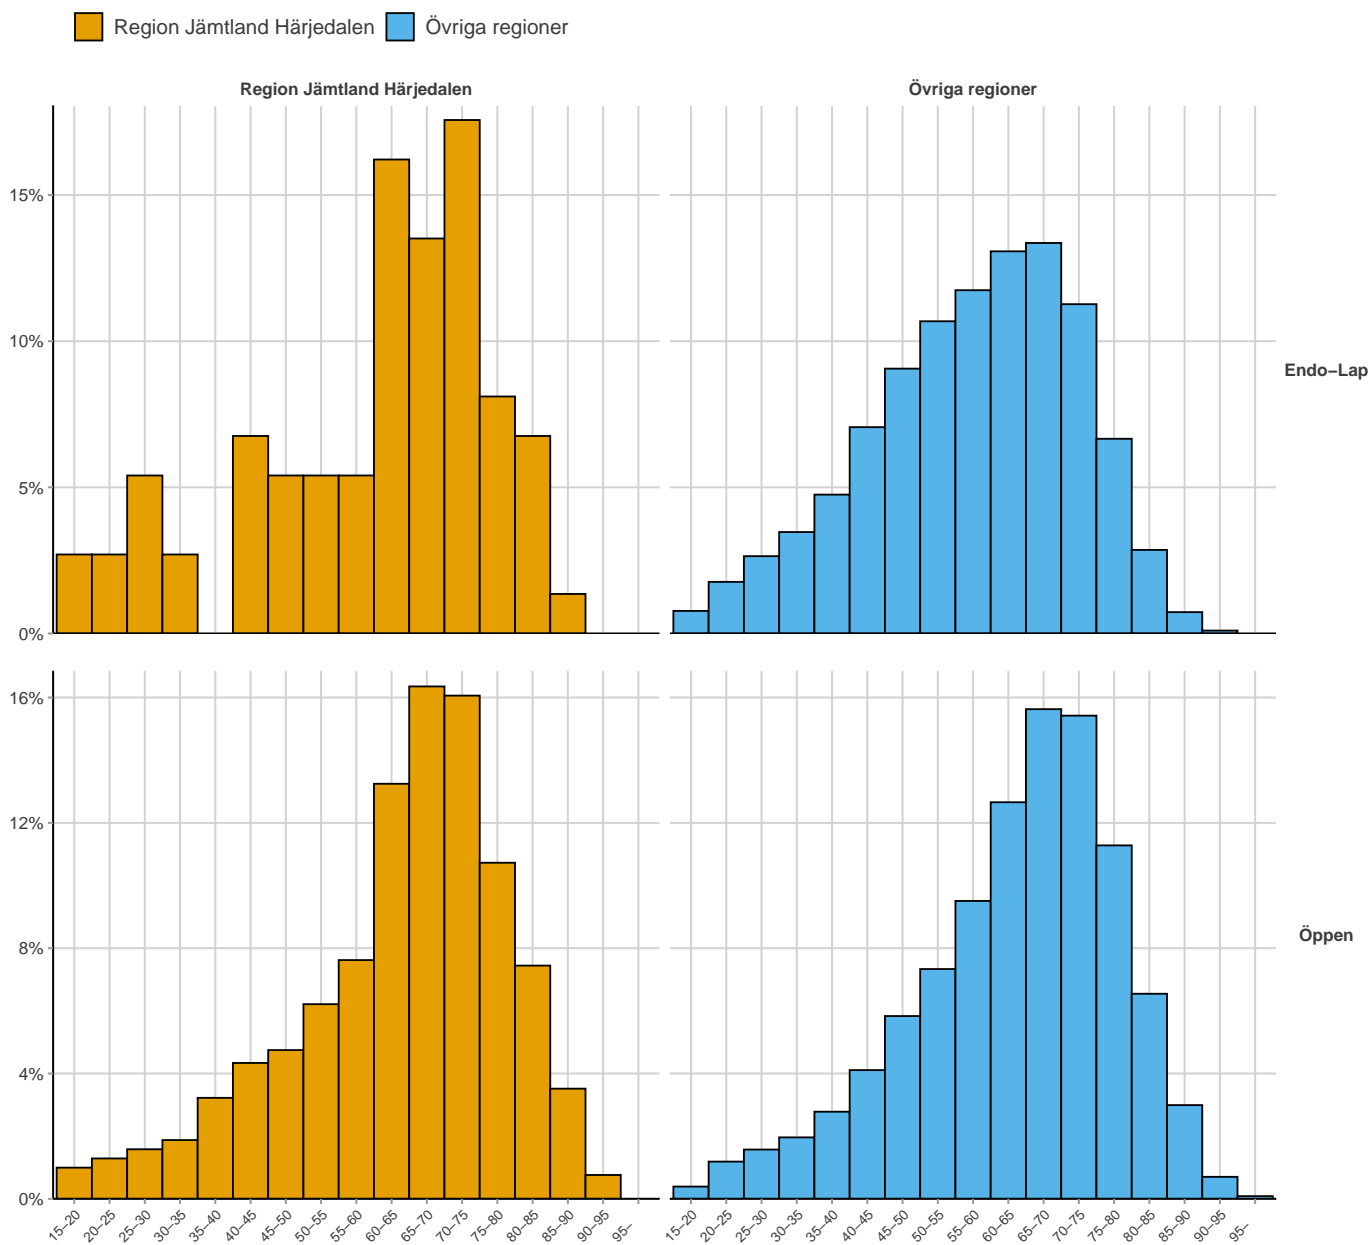 Region Jämtland Härjedalen Övriga regioner
Region Jämtland Härjedalen Övriga regioner
15%
10%
5%
0%
Endo–Lap
16%
12%
8%
4%
0%
Öppen
15–20 20–25 25–30 30–35 35–40 40–45 45–50 50–55 55–60 60–65 65–70 70–75 75–80 80–85 85–90 90–95 95– 15–20 20–25 25–30 30–35 35–40 40–45 45–50 50–55 55–60 60–65 65–70 70–75 75–80 80–85 85–90 90–95 95–